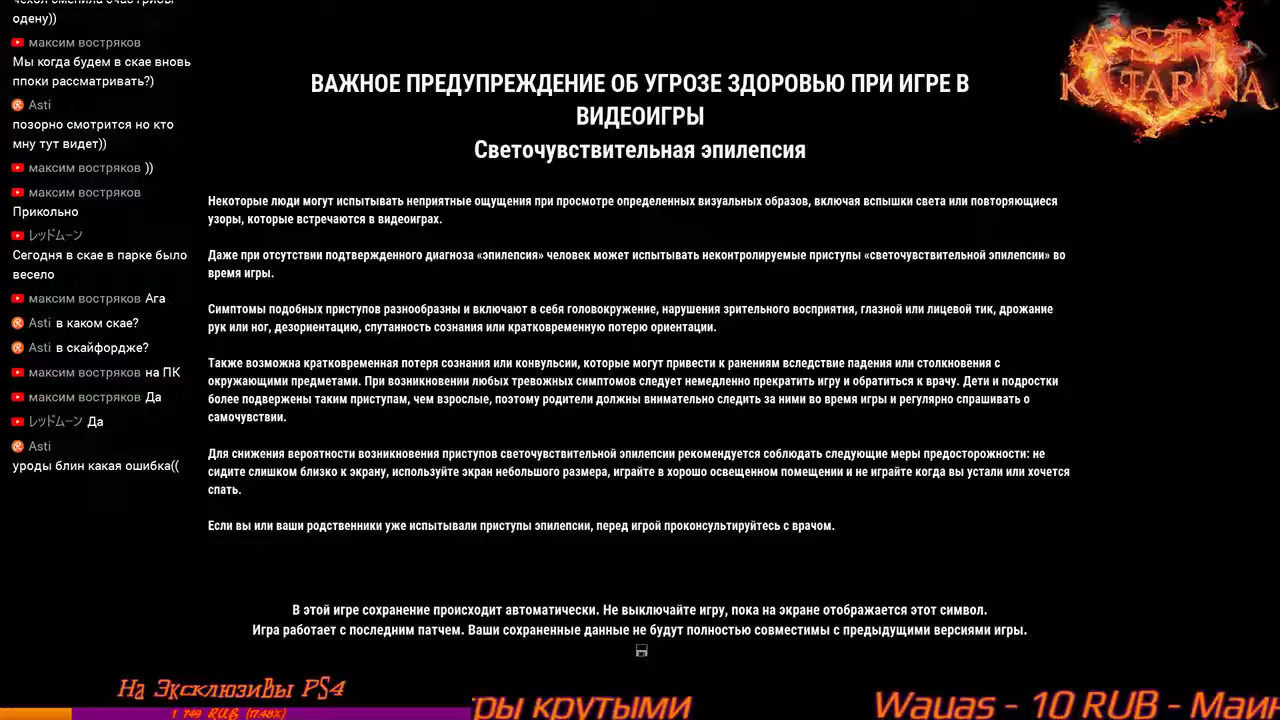 чехол сменила счас грибы
одену))
максим востряков
Мы когда будем в скае вновь
ппоки рассматривать?)
Asti
позорно смотрится но кто
мну тут видет))
максим востряков ))
максим востряков
Прикольно
レッドムーン
Сегодня в скае в парке было
весело
максим востряков Ага
Asti в каком скае?
Asti в скайфордже?
максим востряков на ПК
максим востряков Да
レッドムーン Да
Asti
уроды блин какая ошибка((
ASTI
KATARINA
ВАЖНОЕ ПРЕДУПРЕЖДЕНИЕ ОБ УГРОЗЕ ЗДОРОВЬЮ ПРИ ИГРЕ В
ВИДЕОИГРЫ
Светочувствительная эпилепсия
Некоторые люди могут испытывать неприятные ощущения при просмотре определенных визуальных образов, включая вспышки света или повторяющиеся
узоры, которые встречаются в видеоиграх.
Даже при отсутствии подтвержденного диагноза «эпилепсия» человек может испытывать неконтролируемые приступы «светочувствительной эпилепсии» во
время игры.
Симптомы подобных приступов разнообразны и включают в себя головокружение, нарушения зрительного восприятия, глазной или лицевой тик, дрожание
рук или ног, дезориентацию, спутанность сознания или кратковременную потерю ориентации.
Также возможна кратковременная потеря сознания или конвульсии, которые могут привести к ранениям вследствие падения или столкновения с
окружающими предметами. При возникновении любых тревожных симптомов следует немедленно прекратить игру и обратиться к врачу. Дети и подростки
более подвержены таким приступам, чем взрослые, поэтому родители должны внимательно следить за ними во время игры и регулярно спрашивать о
самочувствии.
Для снижения вероятности возникновения приступов светочувствительной эпилепсии рекомендуется соблюдать следующие меры предосторожности: не
сидите слишком близко к экрану, используйте экран небольшого размера, играйте в хорошо освещенном помещении и не играйте когда вы устали или хочется
спать.
Если вы или ваши родственники уже испытывали приступы эпилепсии, перед игрой проконсультируйтесь с врачом.
В этой игре сохранение происходит автоматически. Не выключайте игру, пока на экране отображается этот символ.
Игра работает с последним патчем. Ваши сохраненные данные не будут полностью совместимы с предыдущими версиями игры.
На Эксклюзивы PS4
1 749 RUB (17.48%)
ры крутыми
Wauas - 10 RUB - Маин